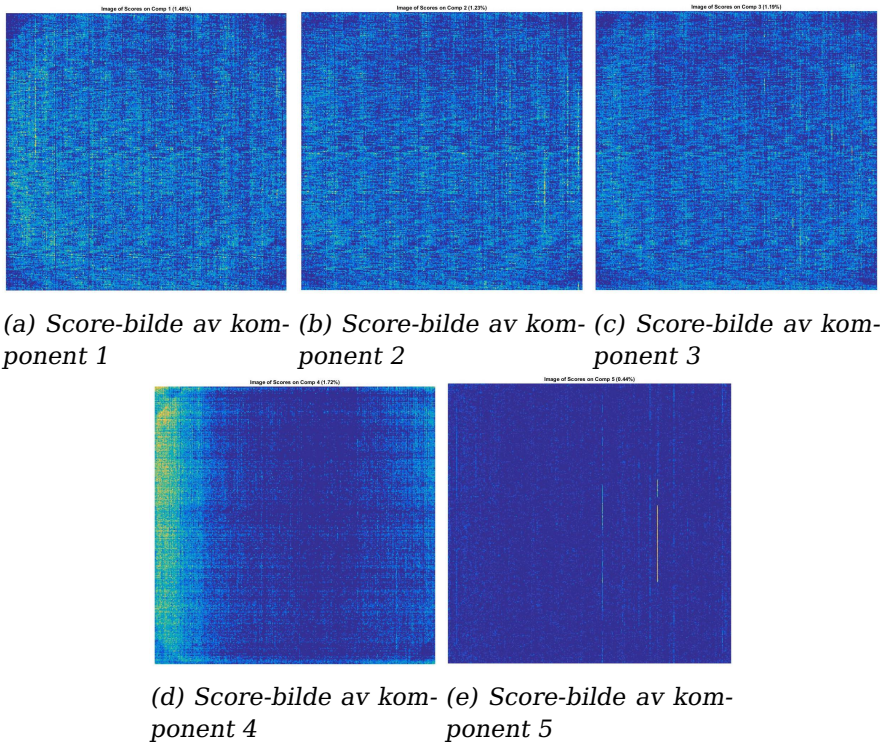 Image of Scores on Comp 1 (1.46%)
Image of Scores on Comp 2 (1.23%)
Image of Scores on Comp 3 (1.19%)
(a) Score-bilde av kom-
ponent 1
(b) Score-bilde av kom-
ponent 2
(c) Score-bilde av kom-
ponent 3
Image of Scores on Comp 4 (1.72%)
Image of Scores on Comp 5 (0.44%)
(d) Score-bilde av kom-
ponent 4
(e) Score-bilde av kom-
ponent 5